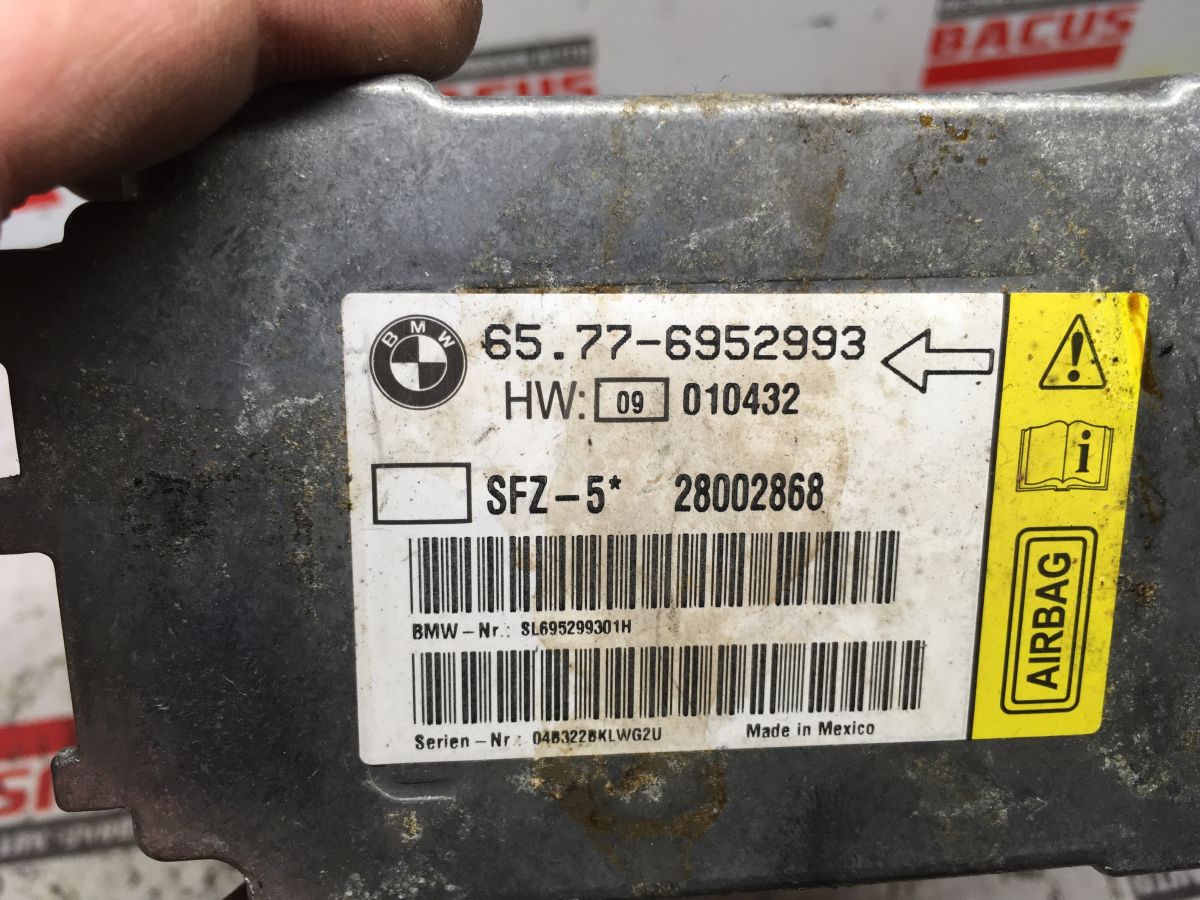 BACUS
BACUS
BMW
65.77-6952993
HW: 09 010432
SFZ-5* 28002868
BMW-Nr.: SL695299301H
Serien-Nr.: 04B322BKLWG2U
Made in Mexico
i
AIRBAG